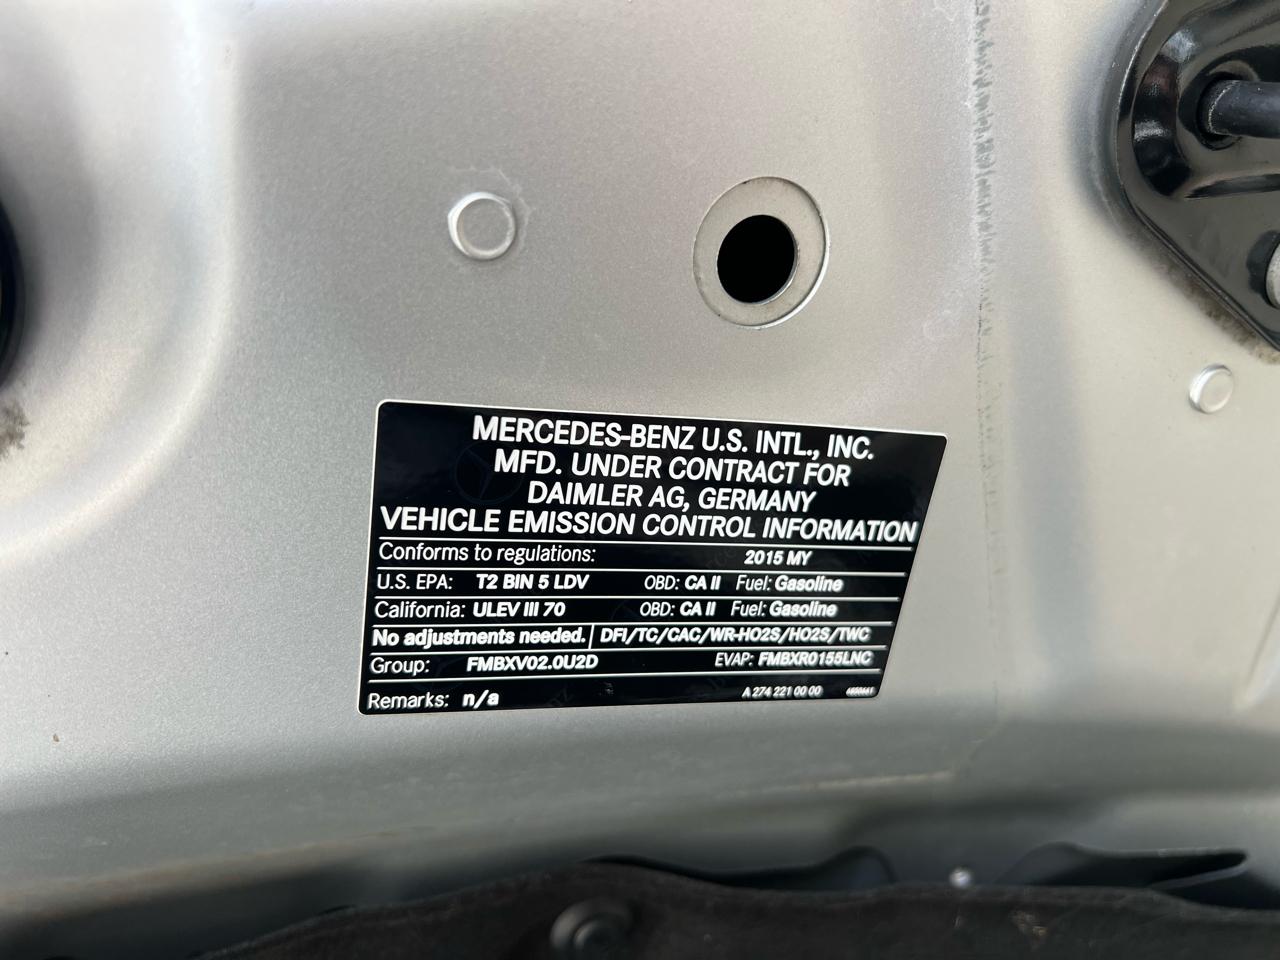 MERCEDES-BENZ U.S. INTL., INC.
MFD. UNDER CONTRACT FOR
DAIMLER AG, GERMANY
VEHICLE EMISSION CONTROL INFORMATION
Conforms to regulations: 2015 MY
U.S. EPA: T2 BIN 5 LDV OBD: CA II Fuel: Gasoline
California: ULEV III 70 OBD: CA II Fuel: Gasoline
No adjustments needed. DFI/TC/CAC/WR-HO2S/HO2S/TWC
Group: FMBXV02.0U2D EVAP: FMBXR0155LNC
Remarks: n/a A 274 221 00 00